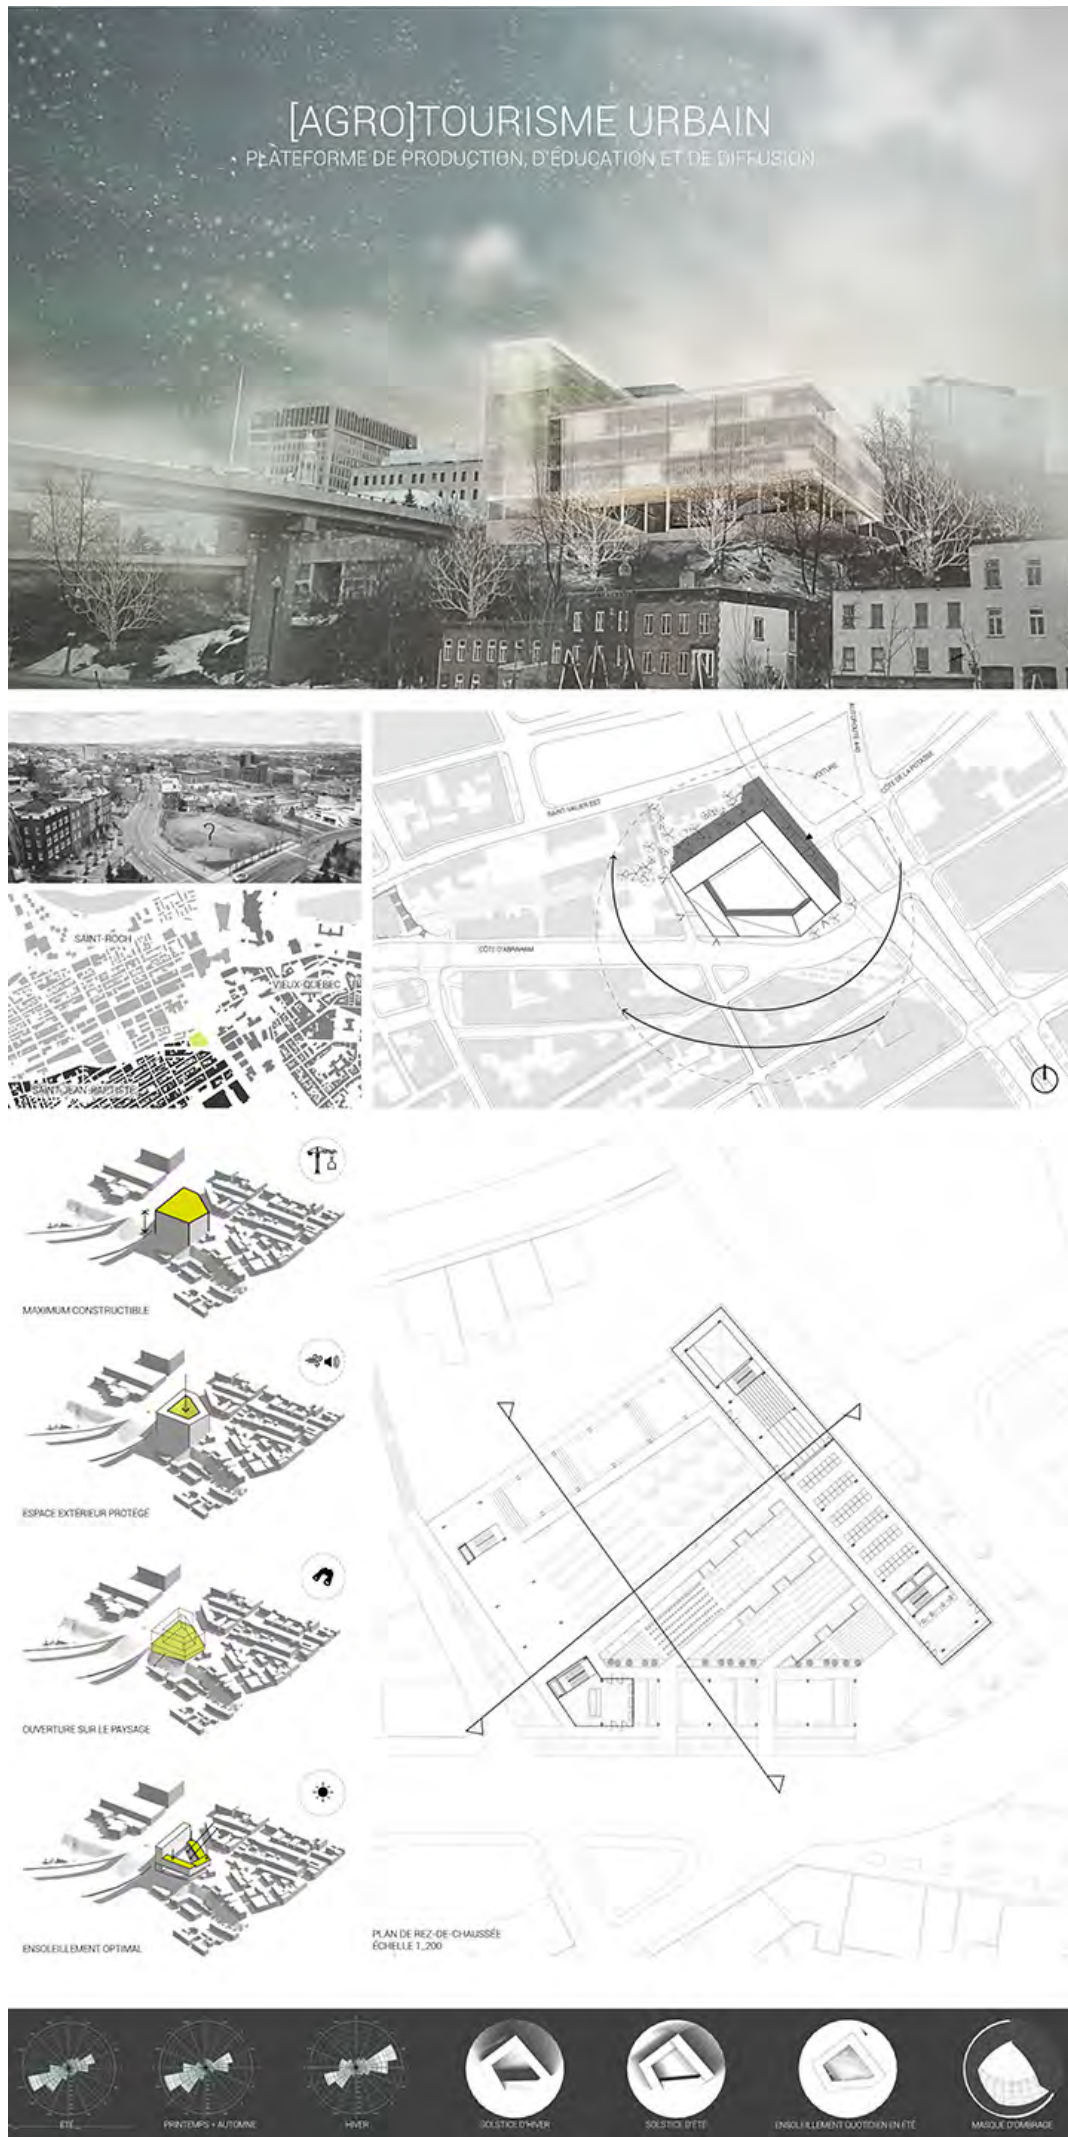 [AGRO]TOURISME URBAIN
PLATEFORME DE PRODUCTION, D'ÉDUCATION ET DE DIFFUSION
?
SAINT-ROCH
VIEUX-QUÉBEC
SAINT-JEAN-BAPTISTE
AUTOROUTE 440
CÔTE DE LA POTASSE
VOITURE
SAINT-VALIER EST
CÔTE D'ABRAHAM
MAXIMUM CONSTRUCTIBLE
ESPACE EXTÉRIEUR PROTÉGÉ
OUVERTURE SUR LE PAYSAGE
ENSOLEILLEMENT OPTIMAL
PLAN DE REZ-DE-CHAUSSÉE
ÉCHELLE 1_200
ÉTÉ
PRINTEMPS + AUTOMNE
HIVER
SOLSTICE D'HIVER
SOLSTICE D'ÉTÉ
ENSOLEILLEMENT QUOTIDIEN EN ÉTÉ
MASQUE D'OMBRAGE